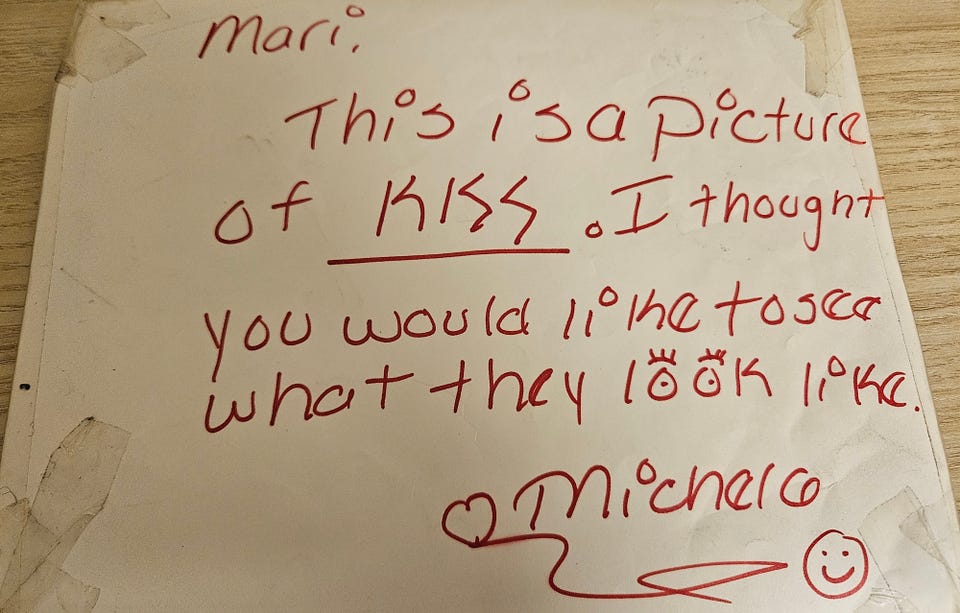 Mari,
This is a picture
of KISS. I thought
you would like to see
what they look like.
Michele